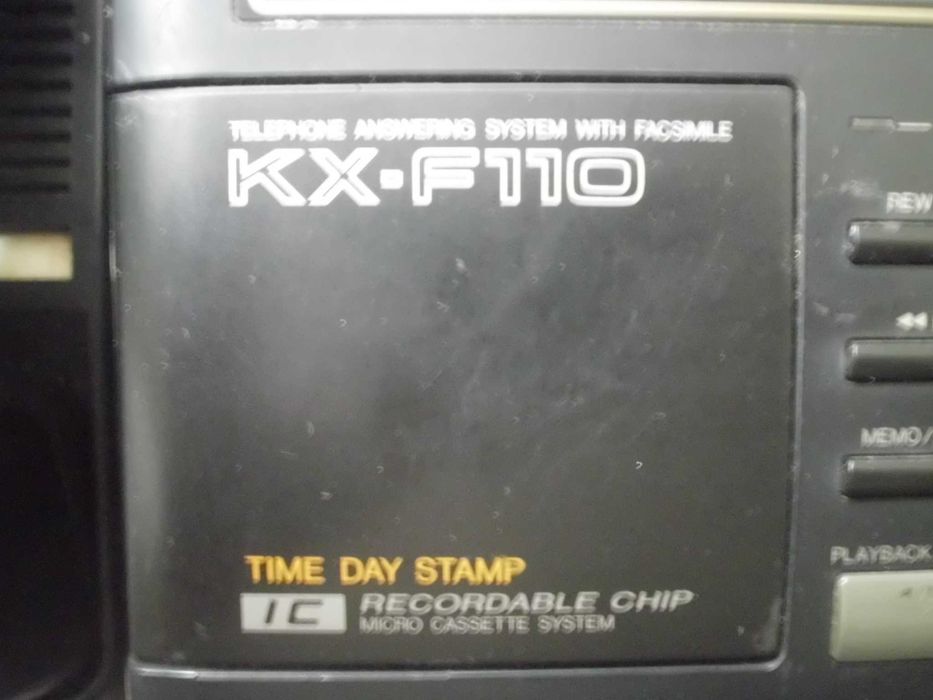 TELEPHONE ANSWERING SYSTEM WITH FACSIMILE
KX-F110
REW
◀◀
MEMO/
PLAYBACK
TIME DAY STAMP
IC RECORDABLE CHIP
MICRO CASSETTE SYSTEM